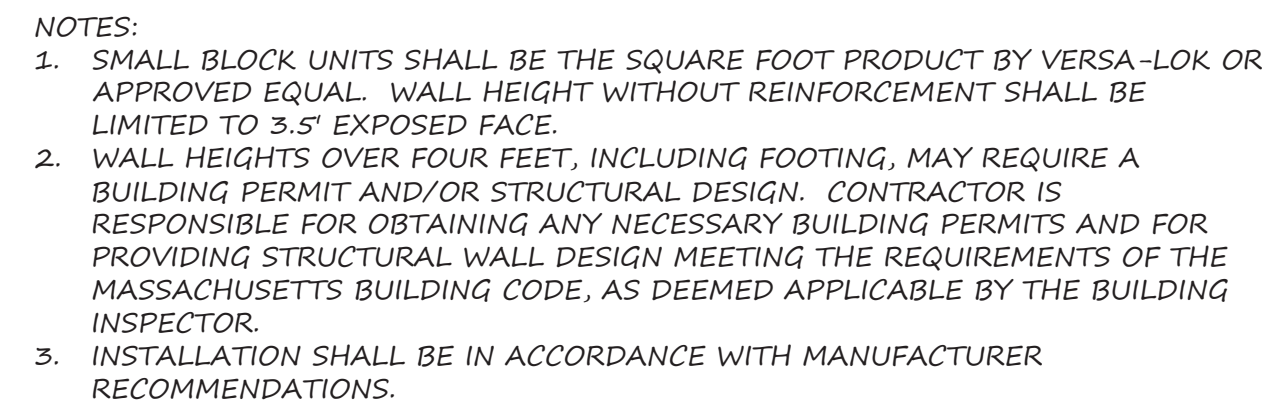 NOTES:
1. SMALL BLOCK UNITS SHALL BE THE SQUARE FOOT PRODUCT BY VERSA-LOK OR
APPROVED EQUAL. WALL HEIGHT WITHOUT REINFORCEMENT SHALL BE
LIMITED TO 3.5' EXPOSED FACE.
2. WALL HEIGHTS OVER FOUR FEET, INCLUDING FOOTING, MAY REQUIRE A
BUILDING PERMIT AND/OR STRUCTURAL DESIGN. CONTRACTOR IS
RESPONSIBLE FOR OBTAINING ANY NECESSARY BUILDING PERMITS AND FOR
PROVIDING STRUCTURAL WALL DESIGN MEETING THE REQUIREMENTS OF THE
MASSACHUSETTS BUILDING CODE, AS DEEMED APPLICABLE BY THE BUILDING
INSPECTOR.
3. INSTALLATION SHALL BE IN ACCORDANCE WITH MANUFACTURER
RECOMMENDATIONS.